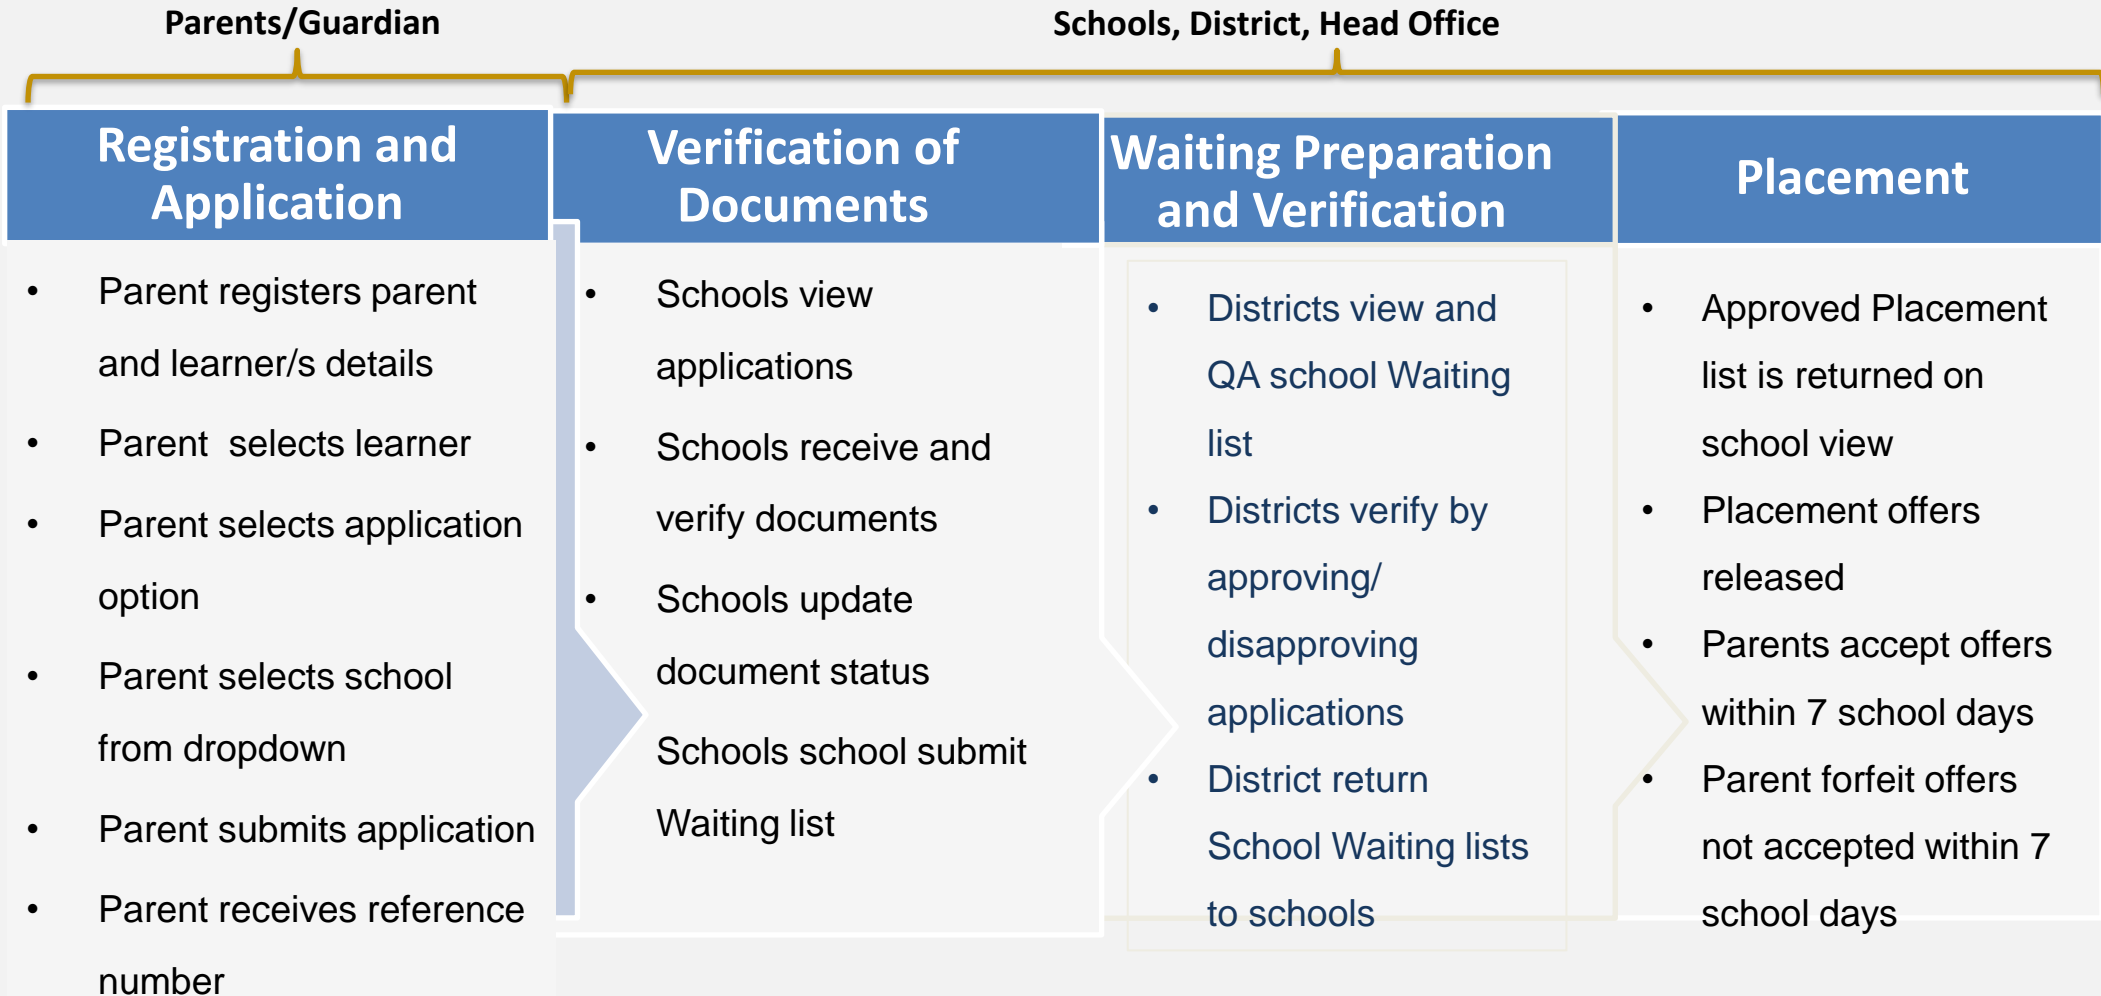 Parents/Guardian
Schools, District, Head Office
Registration and
Application
• Parent registers parent
and learner/s details
• Parent  selects learner
• Parent selects application
option
• Parent selects school
from dropdown
• Parent submits application
• Parent receives reference
number
Verification of
Documents
• Schools view
applications
• Schools receive and
verify documents
• Schools update
document status
Schools school submit
Waiting list
Waiting Preparation
and Verification
• Districts view and
QA school Waiting
list
• Districts verify by
approving/
disapproving
applications
• District return
School Waiting lists
to schools
Placement
• Approved Placement
list is returned on
school view
• Placement offers
released
• Parents accept offers
within 7 school days
• Parent forfeit offers
not accepted within 7
school days